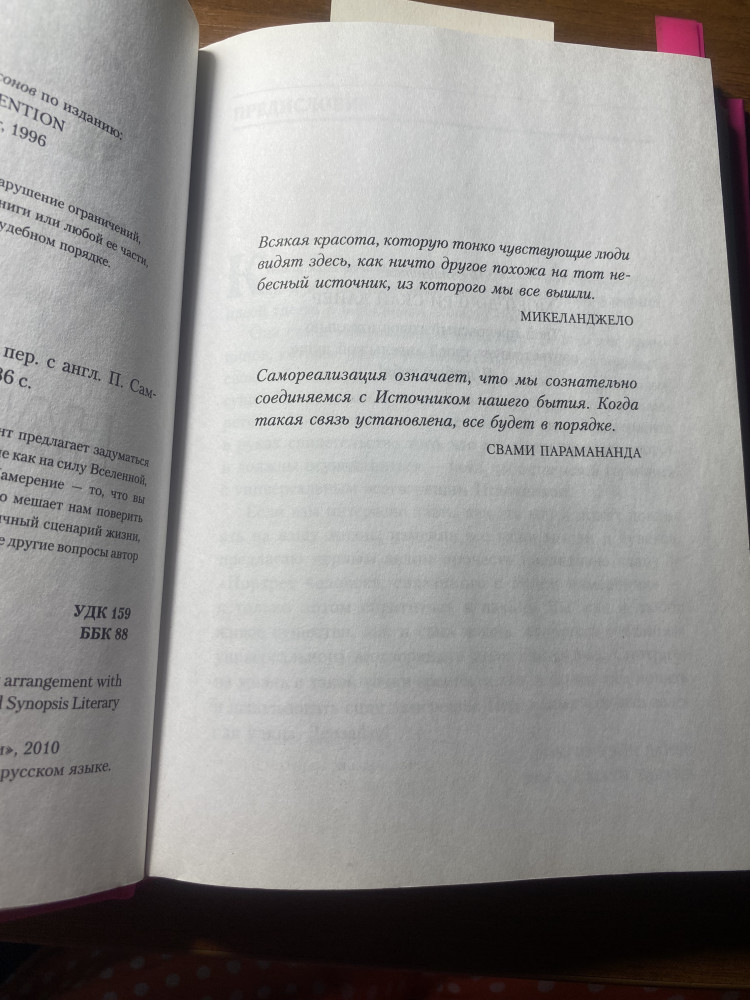 сонов по изданию:
ENTION
r, 1996
арушение ограничений,
ниги или любой ее части,
удебном порядке.
пер. с англ. П. Сам-
36 с.
нт предлагает задуматься
е как на силу Вселенной,
Намерение — то, что вы
о мешает нам поверить
ичный сценарий жизни,
е другие вопросы автор
УДК 159
ББК 88
arrangement with
d Synopsis Literary
и», 2010
русском языке.
Всякая красота, которую тонко чувствующие люди
видят здесь, как ничто другое похожа на тот не-
бесный источник, из которого мы все вышли.
МИКЕЛАНДЖЕЛО
Самореализация означает, что мы сознательно
соединяемся с Источником нашего бытия. Когда
такая связь установлена, все будет в порядке.
СВАМИ ПАРАМАНАНДА